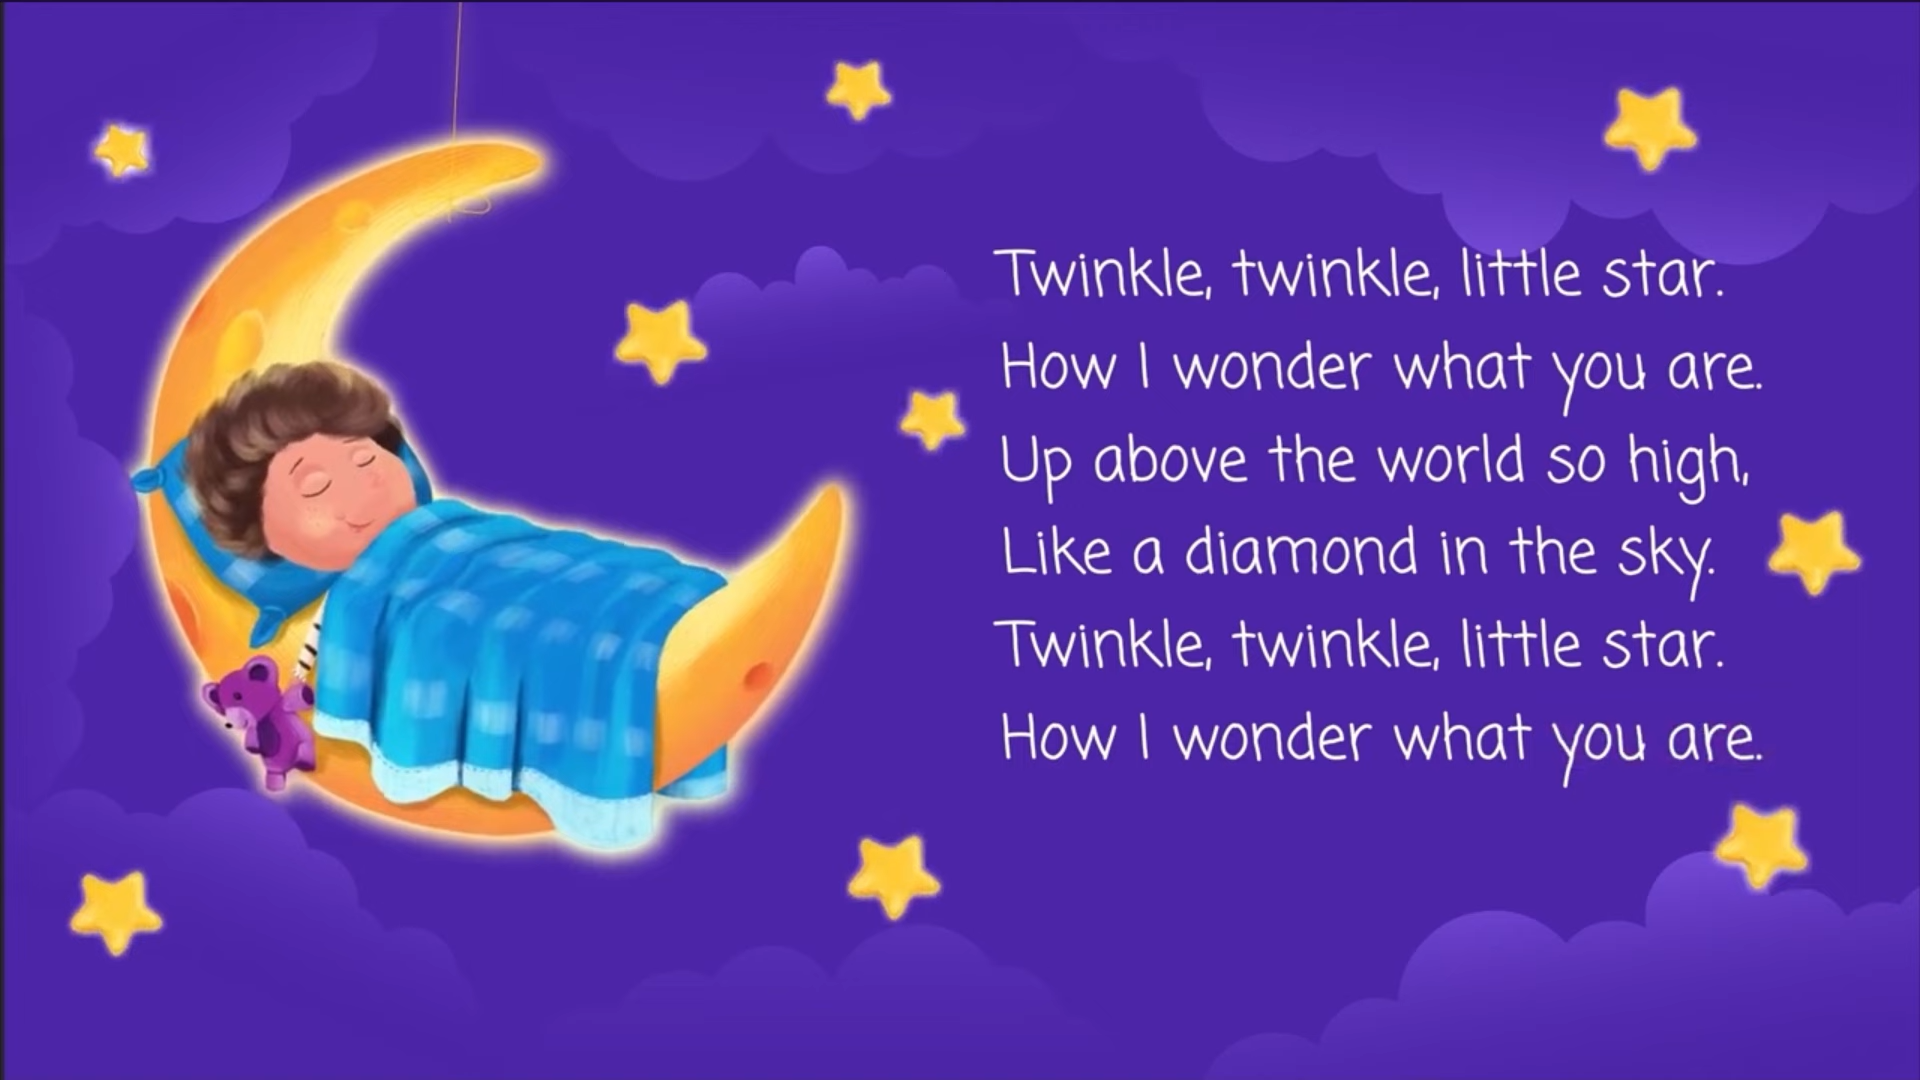 Twinkle, twinkle, little star.
How I wonder what you are.
Up above the world so high,
Like a diamond in the sky.
Twinkle, twinkle, little star.
How I wonder what you are.